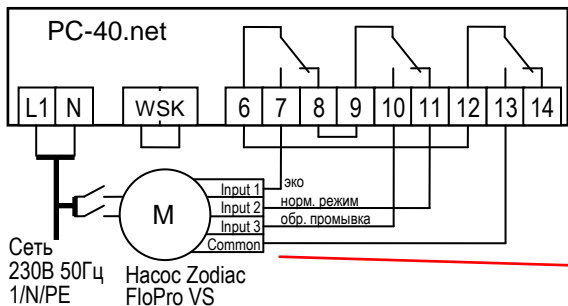 PC-40.net
L1 N WSK 6 7 8 9 10 11 12 13 14
Input 1 эко
Input 2 норм. режим
Input 3 обр. промывка
Common
M
Сеть
230В 50Гц
1/N/PE
Насос Zodiac
FloPro VS